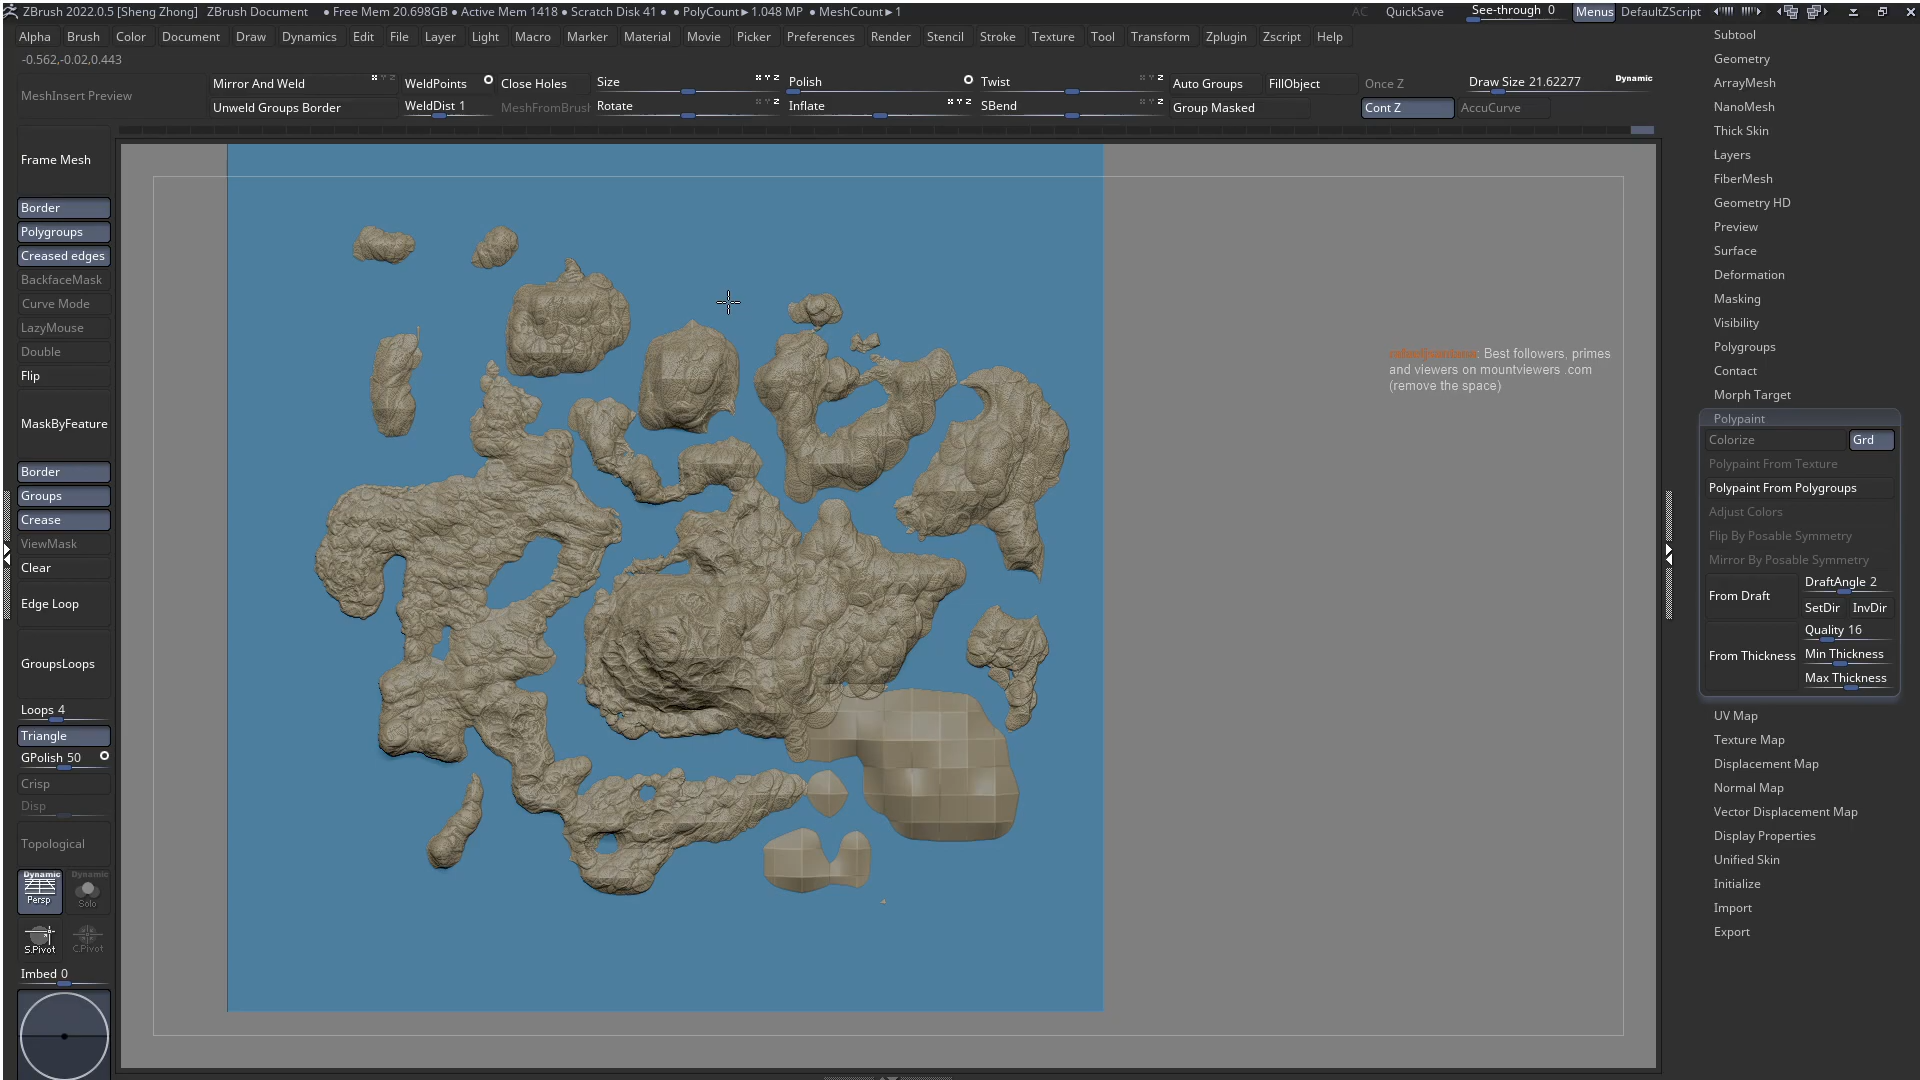 ZBrush 2022.0.5 [Sheng Zhong] ZBrush Document • Free Mem 20.698GB • Active Mem 1418 • Scratch Disk 41 • • PolyCount► 1.048 MP • MeshCount► 1 AC QuickSave See-through 0 Menus DefaultZScript
Alpha Brush Color Document Draw Dynamics Edit File Layer Light Macro Marker Material Movie Picker Preferences Render Stencil Stroke Texture Tool Transform Zplugin Zscript Help
-0.562,-0.02,0.443
MeshInsert Preview
Mirror And Weld WeldPoints Close Holes Size Polish Twist Auto Groups FillObject Once Z Draw Size 21.62277 Dynamic
Unweld Groups Border WeldDist 1 MeshFromBrush Rotate Inflate SBend Group Masked Cont Z AccuCurve
Frame Mesh
Border
Polygroups
Creased edges
BackfaceMask
Curve Mode
LazyMouse
Double
Flip
MaskByFeature
Border
Groups
Crease
ViewMask
Clear
Edge Loop
GroupsLoops
Loops 4
Triangle
GPolish 50
Crisp
Disp
Topological
Dynamic Dynamic
Persp Solo
S.Pivot C.Pivot
Imbed 0
: Best followers, primes
and viewers on mountviewers .com
(remove the space)
Subtool
Geometry
ArrayMesh
NanoMesh
Thick Skin
Layers
FiberMesh
Geometry HD
Preview
Surface
Deformation
Masking
Visibility
Polygroups
Contact
Morph Target
Polypaint
Colorize Grd
Polypaint From Texture
Polypaint From Polygroups
Adjust Colors
Flip By Posable Symmetry
Mirror By Posable Symmetry
From Draft DraftAngle 2
SetDir InvDir
From Thickness Quality 16
Min Thickness
Max Thickness
UV Map
Texture Map
Displacement Map
Normal Map
Vector Displacement Map
Display Properties
Unified Skin
Initialize
Import
Export